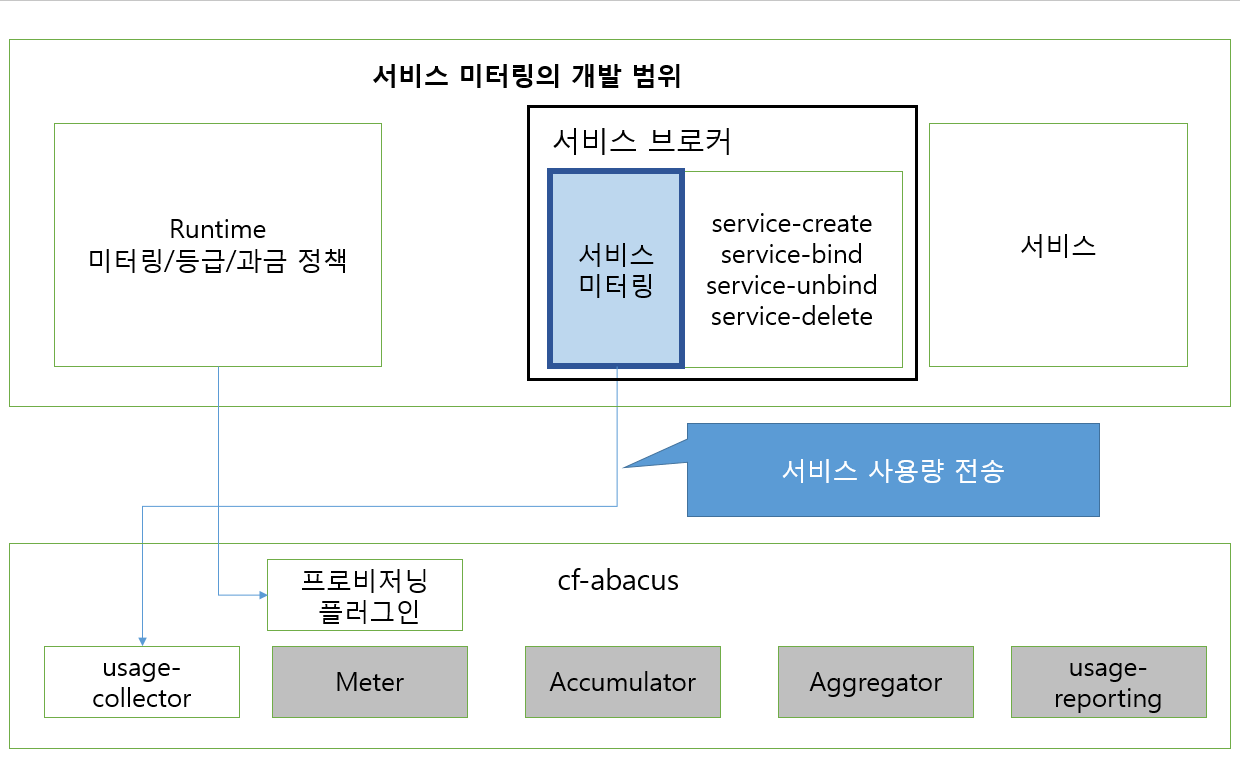 서비스 미터링의 개발 범위
Runtime
미터링/등급/과금 정책
서비스 브로커
서비스
미터링
service-create
service-bind
service-unbind
service-delete
서비스
서비스 사용량 전송
cf-abacus
프로비저닝
플러그인
usage-
collector
Meter
Accumulator
Aggregator
usage-
reporting